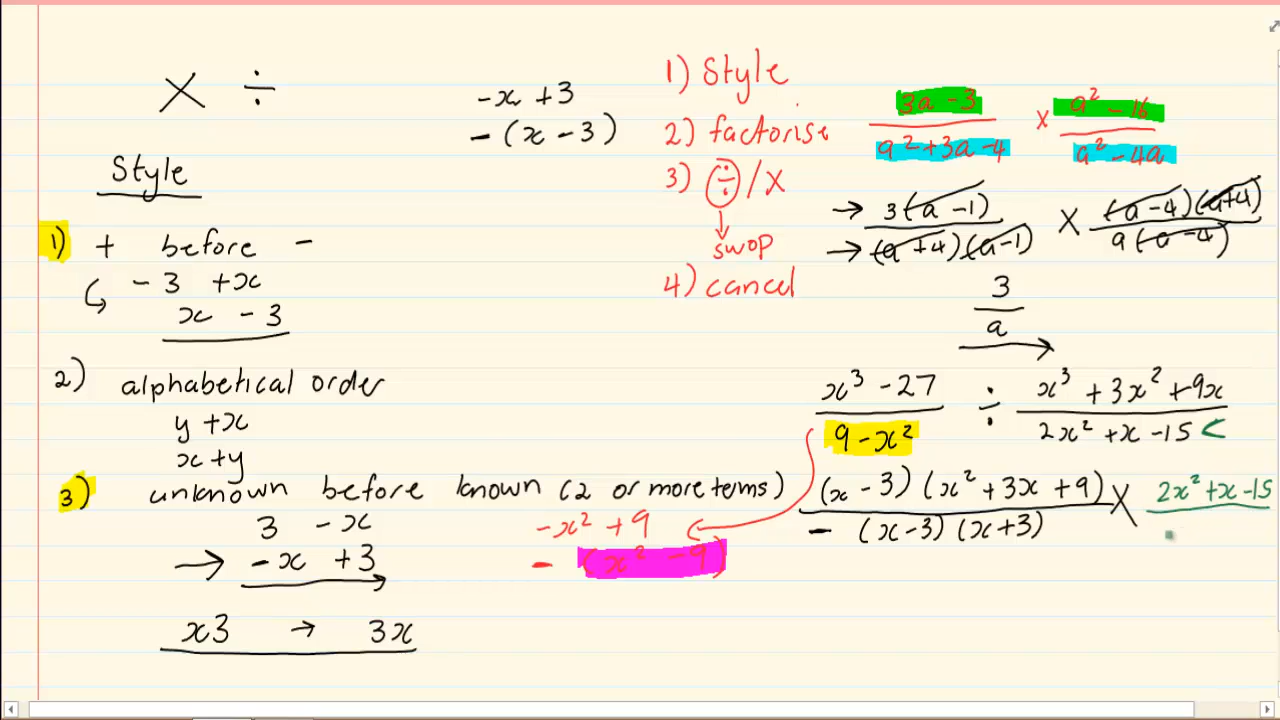 × ÷
Style
1) + before -
- 3 + x
x - 3
2) alphabetical order
y + x
x + y
3) unknown before known (2 or more terms)
3 - x
→ - x + 3
x3 → 3x
- x + 3
- (x - 3)
1) Style
2) factorise
3) ÷ / ×
↓
swop
4) cancel
3a - 3 × a² - 16
a² + 3a - 4 a² - 4a
→ 3 (a - 1) × (a - 4)(a + 4)
→ (a + 4)(a - 1) a (a - 4)
3
a
x³ - 27 ÷ x³ + 3x² + 9x
9 - x² 2x² + x - 15 <
- x² + 9
- (x² - 9)
(x - 3)(x² + 3x + 9) × 2x² + x - 15
- (x - 3)(x + 3)